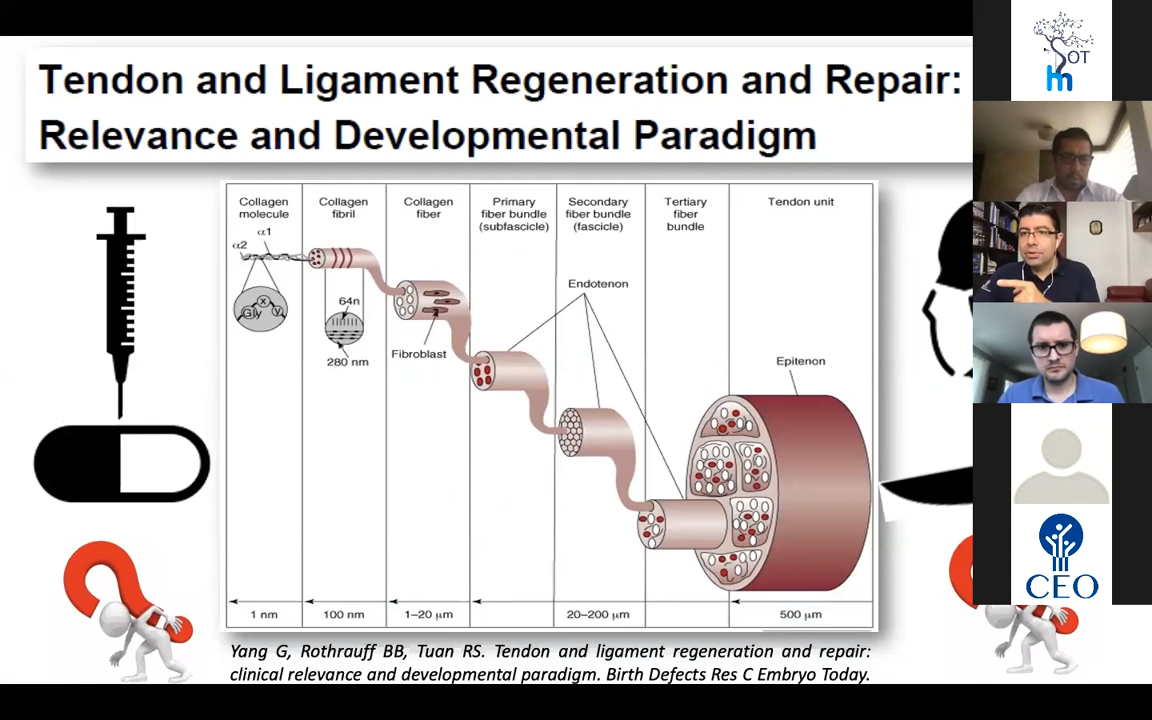 Tendon and Ligament Regeneration and Repair:
Relevance and Developmental Paradigm
Collagen
molecule
Collagen
fibril
Collagen
fiber
Primary
fiber bundle
(subfascicle)
Secondary
fiber bundle
(fascicle)
Tertiary
fiber
bundle
Tendon unit
α1
α2
Gly
X
Y
64n
280 nm
Fibroblast
Endotenon
Epitenon
1 nm
100 nm
1–20 μm
20–200 μm
500 μm
Yang G, Rothrauff BB, Tuan RS. Tendon and ligament regeneration and repair:
clinical relevance and developmental paradigm. Birth Defects Res C Embryo Today.
SOT
hm
CEO